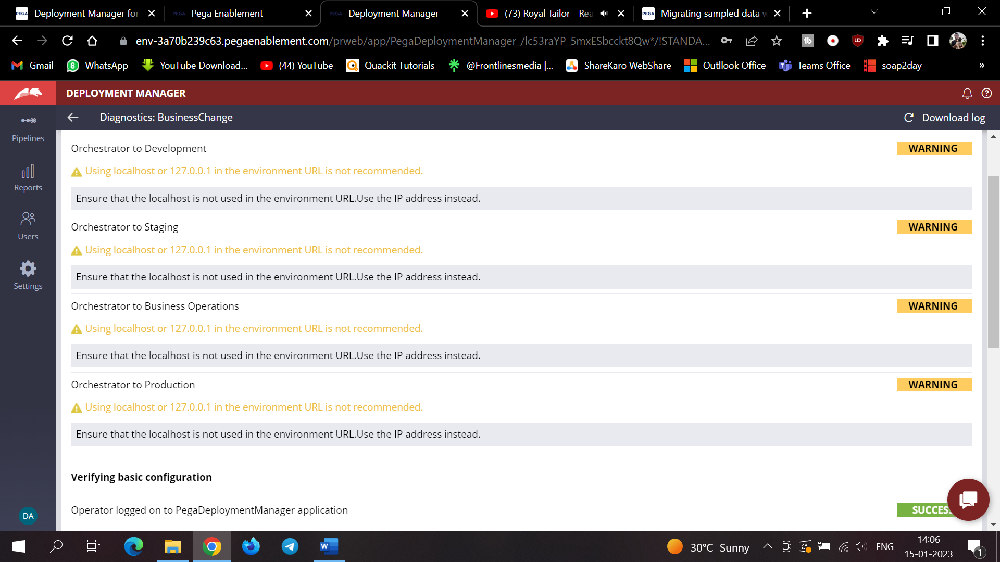 PEGA Deployment Manager for
PEGA Pega Enablement
PEGA Deployment Manager
(73) Royal Tailor - Rea
PEGA Migrating sampled data w
env-3a70b239c63.pegaenablement.com/prweb/app/PegaDeploymentManager_/lc53raYP_5mxESbcckt8Qw*/!STANDA...
Gmail
8 WhatsApp
YouTube Download...
(44) YouTube
Quackit Tutorials
@Frontlinesmedia |...
ShareKaro WebShare
Outllook Office
Teams Office
soap2day
»
DEPLOYMENT MANAGER
Diagnostics: BusinessChange
Download log
Pipelines
Reports
Users
Settings
DA
Orchestrator to Development
WARNING
Using localhost or 127.0.0.1 in the environment URL is not recommended.
Ensure that the localhost is not used in the environment URL.Use the IP address instead.
Orchestrator to Staging
WARNING
Using localhost or 127.0.0.1 in the environment URL is not recommended.
Ensure that the localhost is not used in the environment URL.Use the IP address instead.
Orchestrator to Business Operations
WARNING
Using localhost or 127.0.0.1 in the environment URL is not recommended.
Ensure that the localhost is not used in the environment URL.Use the IP address instead.
Orchestrator to Production
WARNING
Using localhost or 127.0.0.1 in the environment URL is not recommended.
Ensure that the localhost is not used in the environment URL.Use the IP address instead.
Verifying basic configuration
Operator logged on to PegaDeploymentManager application
SUCCES
30°C Sunny
ENG
14:06
15-01-2023
1